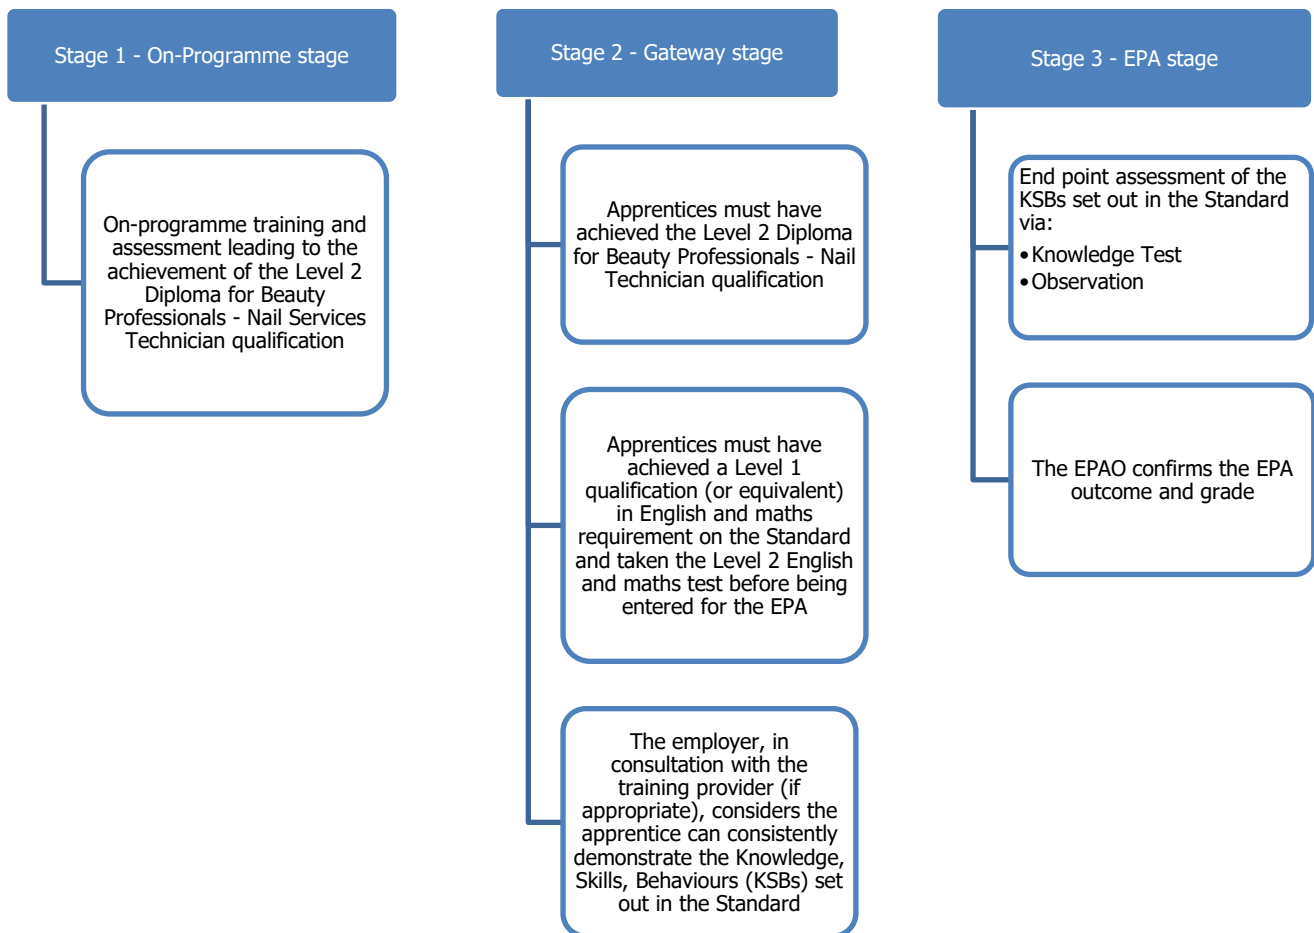 Stage 1 - On-Programme stage
On-programme training and
assessment leading to the
achievement of the Level 2
Diploma for Beauty
Professionals - Nail Services
Technician qualification
Stage 2 - Gateway stage
Apprentices must have
achieved the Level 2 Diploma
for Beauty Professionals - Nail
Technician qualification
Apprentices must have
achieved a Level 1
qualification (or equivalent)
in English and maths
requirement on the Standard
and taken the Level 2 English
and maths test before being
entered for the EPA
The employer, in
consultation with the
training provider (if
appropriate), considers the
apprentice can consistently
demonstrate the Knowledge,
Skills, Behaviours (KSBs) set
out in the Standard
Stage 3 - EPA stage
End point assessment of the
KSBs set out in the Standard
via:
•Knowledge Test
•Observation
The EPAO confirms the EPA
outcome and grade